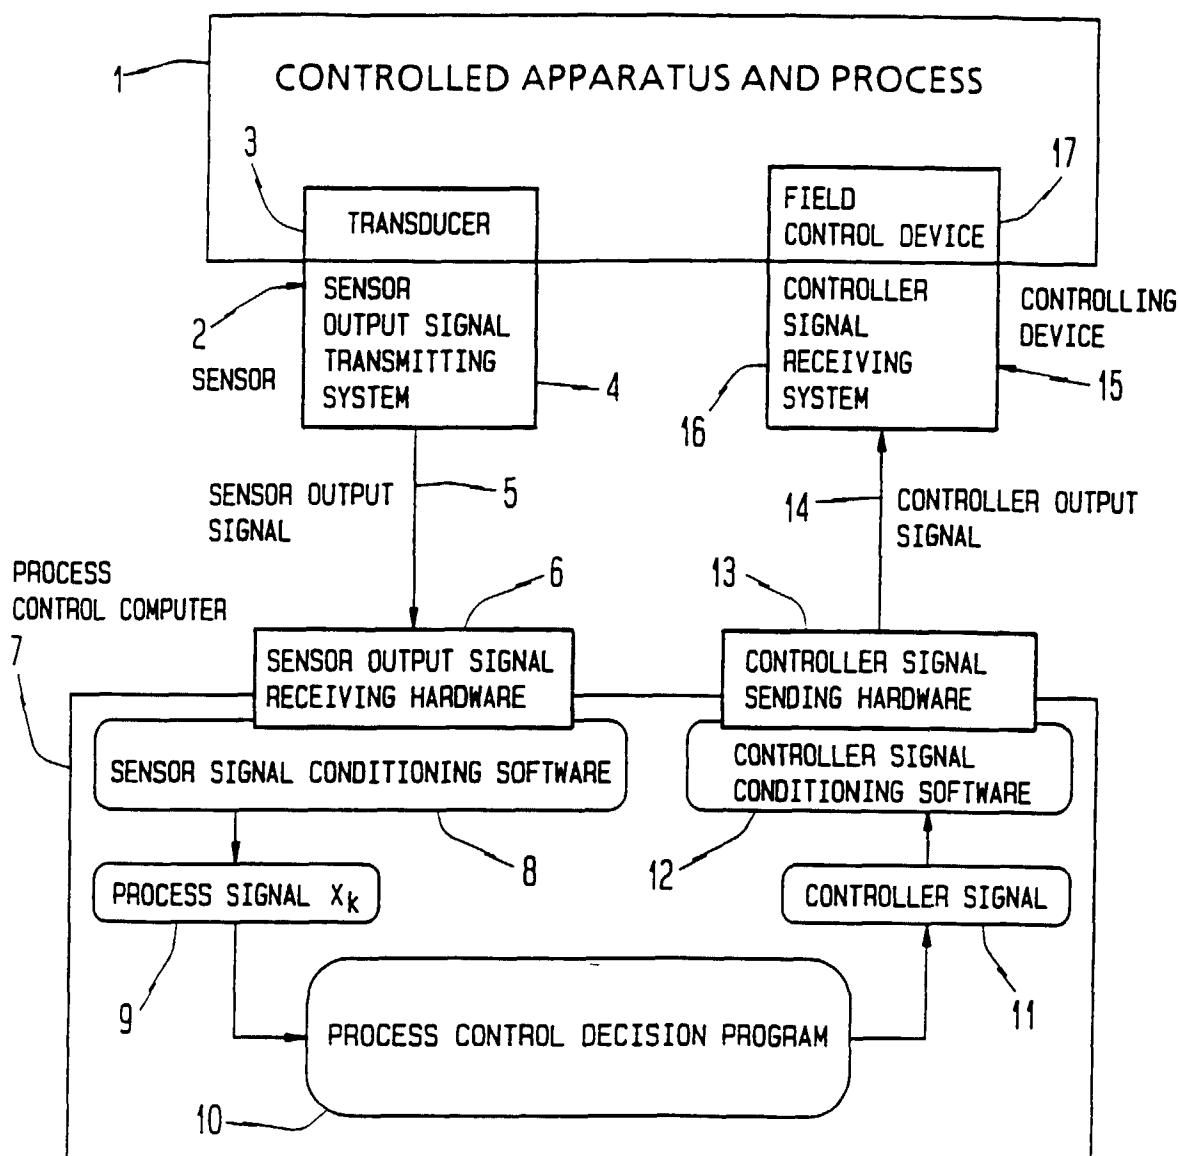 1
CONTROLLED APPARATUS AND PROCESS
3
17
TRANSDUCER
FIELD
CONTROL DEVICE
2
SENSOR
SENSOR
OUTPUT SIGNAL
TRANSMITTING
SYSTEM
4
CONTROLLER
SIGNAL
RECEIVING
SYSTEM
16
CONTROLLING
DEVICE
15
SENSOR OUTPUT
SIGNAL
5
14
CONTROLLER OUTPUT
SIGNAL
PROCESS
CONTROL COMPUTER
7
6
13
SENSOR OUTPUT SIGNAL
RECEIVING HARDWARE
CONTROLLER SIGNAL
SENDING HARDWARE
SENSOR SIGNAL CONDITIONING SOFTWARE
CONTROLLER SIGNAL
CONDITIONING SOFTWARE
8
12
PROCESS SIGNAL Xk
CONTROLLER SIGNAL
9
11
PROCESS CONTROL DECISION PROGRAM
10